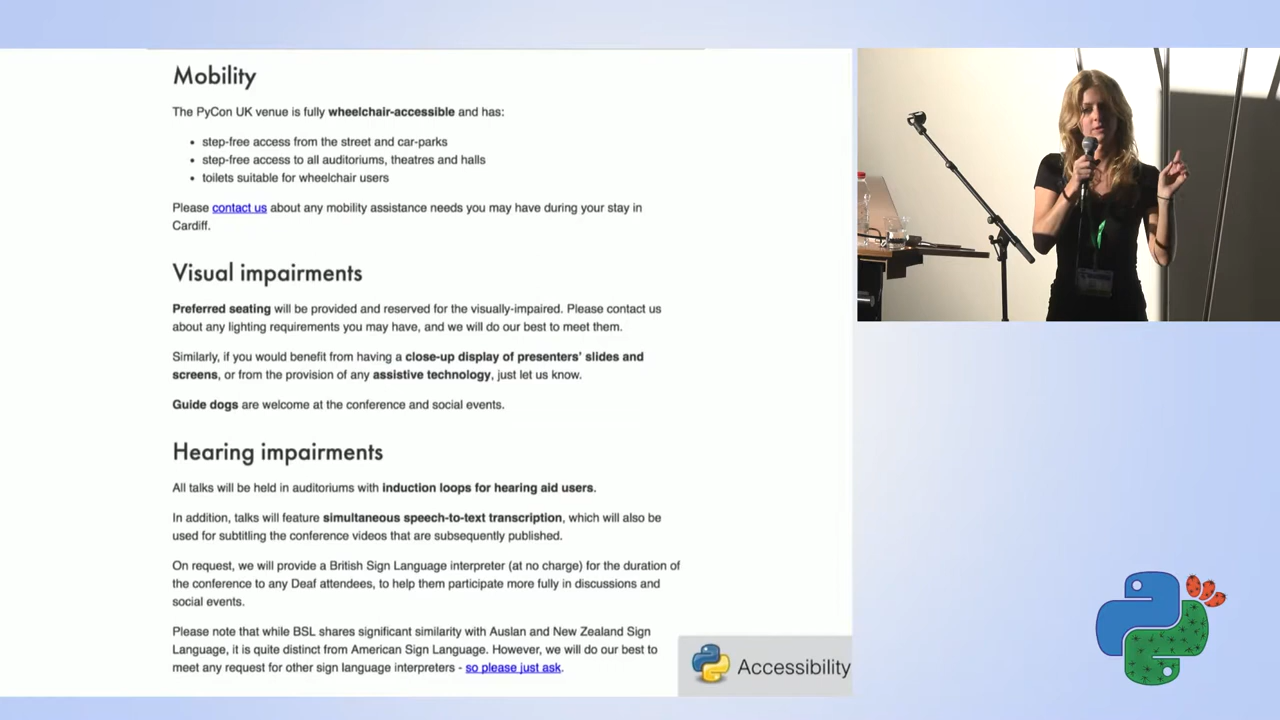 Mobility
The PyCon UK venue is fully wheelchair-accessible and has:
• step-free access from the street and car-parks
• step-free access to all auditoriums, theatres and halls
• toilets suitable for wheelchair users
Please contact us about any mobility assistance needs you may have during your stay in
Cardiff.
Visual impairments
Preferred seating will be provided and reserved for the visually-impaired. Please contact us
about any lighting requirements you may have, and we will do our best to meet them.
Similarly, if you would benefit from having a close-up display of presenters’ slides and
screens, or from the provision of any assistive technology, just let us know.
Guide dogs are welcome at the conference and social events.
Hearing impairments
All talks will be held in auditoriums with induction loops for hearing aid users.
In addition, talks will feature simultaneous speech-to-text transcription, which will also be
used for subtitling the conference videos that are subsequently published.
On request, we will provide a British Sign Language interpreter (at no charge) for the duration of
the conference to any Deaf attendees, to help them participate more fully in discussions and
social events.
Please note that while BSL shares significant similarity with Auslan and New Zealand Sign
Language, it is quite distinct from American Sign Language. However, we will do our best to
meet any request for other sign language interpreters - so please just ask.
Accessibility